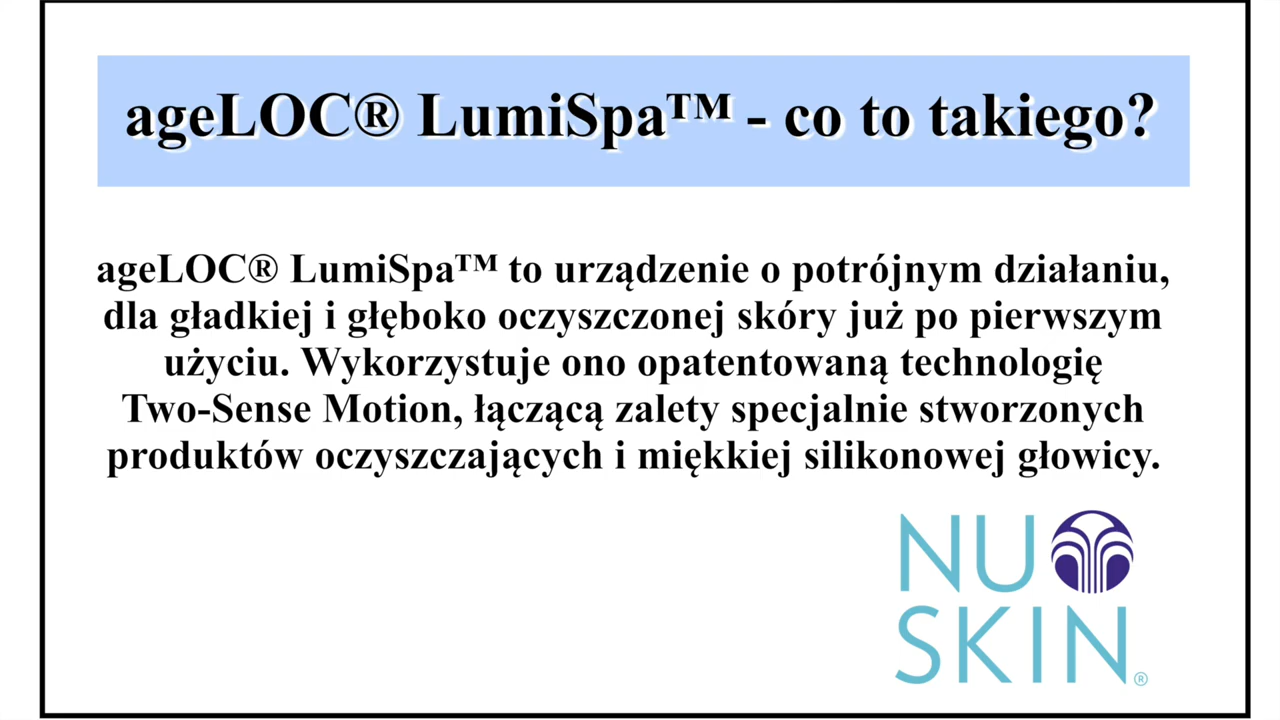 ageLOC® LumiSpa™ - co to takiego?
ageLOC® LumiSpa™ to urządzenie o potrójnym działaniu,
dla gładkiej i głęboko oczyszczonej skóry już po pierwszym
użyciu. Wykorzystuje ono opatentowaną technologię
Two-Sense Motion, łączącą zalety specjalnie stworzonych
produktów oczyszczających i miękkiej silikonowej głowicy.
NU
SKIN®